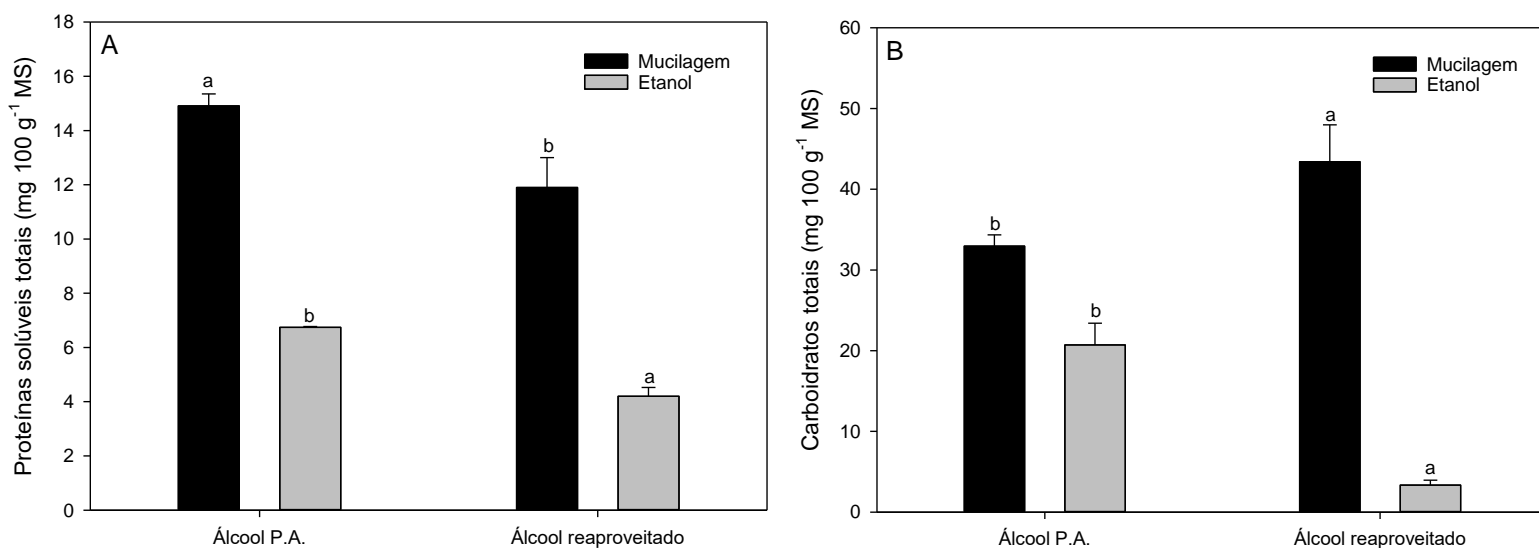 A
Proteínas solúveis totais (mg 100 g⁻¹ MS)
18
16
14
12
10
8
6
4
2
0
Mucilagem
Etanol
a
b
b
a
Álcool P.A.
Álcool reaproveitado
B
Carboidratos totais (mg 100 g⁻¹ MS)
60
50
40
30
20
10
0
Mucilagem
Etanol
b
b
a
a
Álcool P.A.
Álcool reaproveitado